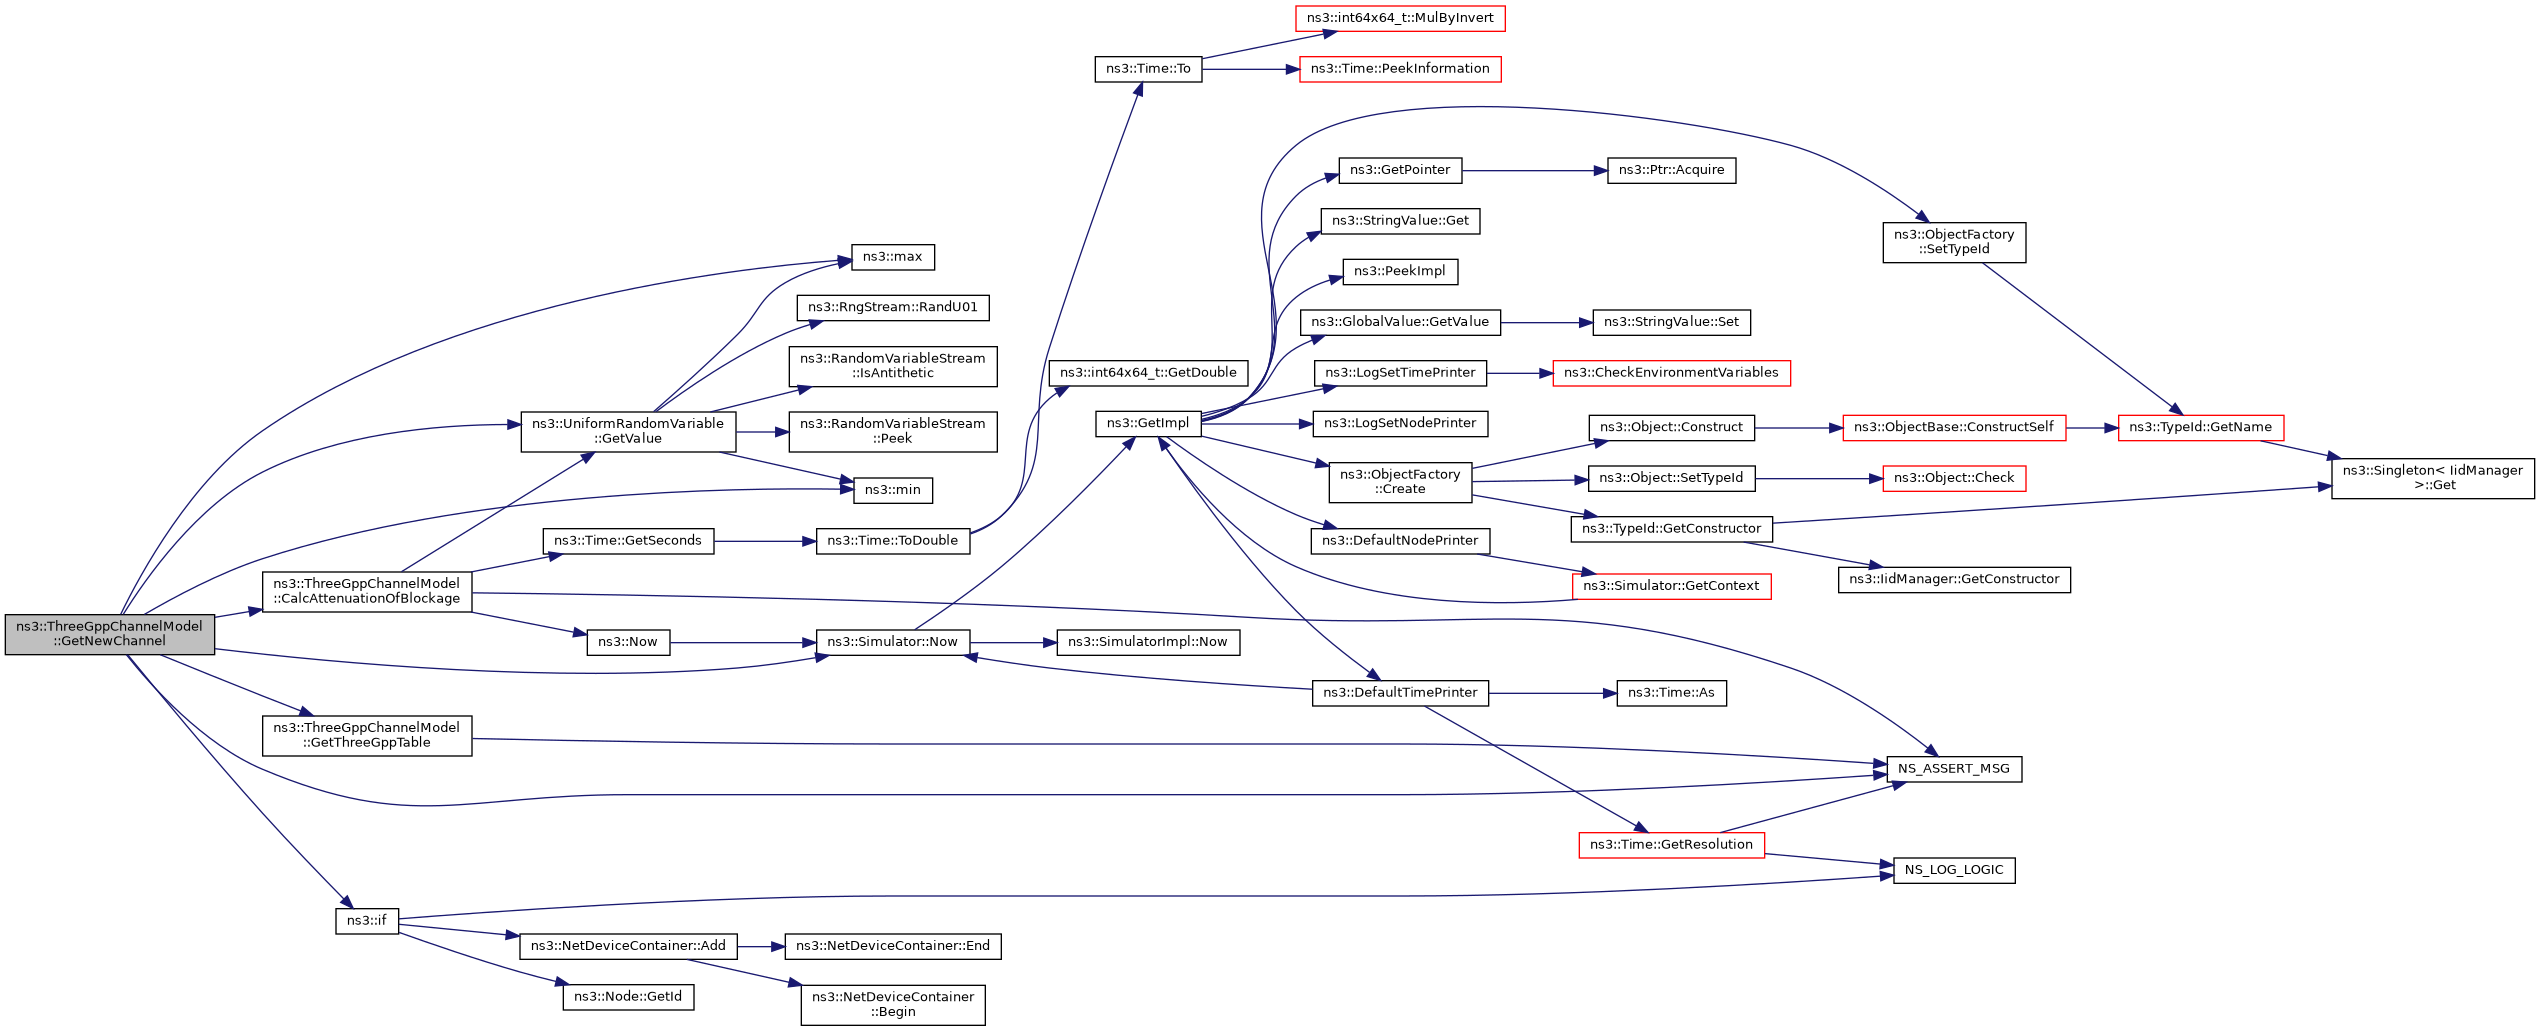 ns3::int64x64_t::MulByInvert
ns3::Time::To
ns3::Time::PeekInformation
ns3::GetPointer
ns3::Ptr::Acquire
ns3::StringValue::Get
ns3::ObjectFactory
::SetTypeId
ns3::max
ns3::PeekImpl
ns3::RngStream::RandU01
ns3::GlobalValue::GetValue
ns3::StringValue::Set
ns3::RandomVariableStream
::IsAntithetic
ns3::int64x64_t::GetDouble
ns3::LogSetTimePrinter
ns3::CheckEnvironmentVariables
ns3::UniformRandomVariable
::GetValue
ns3::RandomVariableStream
::Peek
ns3::GetImpl
ns3::LogSetNodePrinter
ns3::Object::Construct
ns3::ObjectBase::ConstructSelf
ns3::TypeId::GetName
ns3::min
ns3::ObjectFactory
::Create
ns3::Object::SetTypeId
ns3::Object::Check
ns3::Singleton< IidManager
>::Get
ns3::Time::GetSeconds
ns3::Time::ToDouble
ns3::DefaultNodePrinter
ns3::TypeId::GetConstructor
ns3::ThreeGppChannelModel
::CalcAttenuationOfBlockage
ns3::Simulator::GetContext
ns3::IidManager::GetConstructor
ns3::ThreeGppChannelModel
::GetNewChannel
ns3::Now
ns3::Simulator::Now
ns3::SimulatorImpl::Now
ns3::DefaultTimePrinter
ns3::Time::As
ns3::ThreeGppChannelModel
::GetThreeGppTable
NS_ASSERT_MSG
ns3::Time::GetResolution
NS_LOG_LOGIC
ns3::if
ns3::NetDeviceContainer::Add
ns3::NetDeviceContainer::End
ns3::Node::GetId
ns3::NetDeviceContainer
::Begin